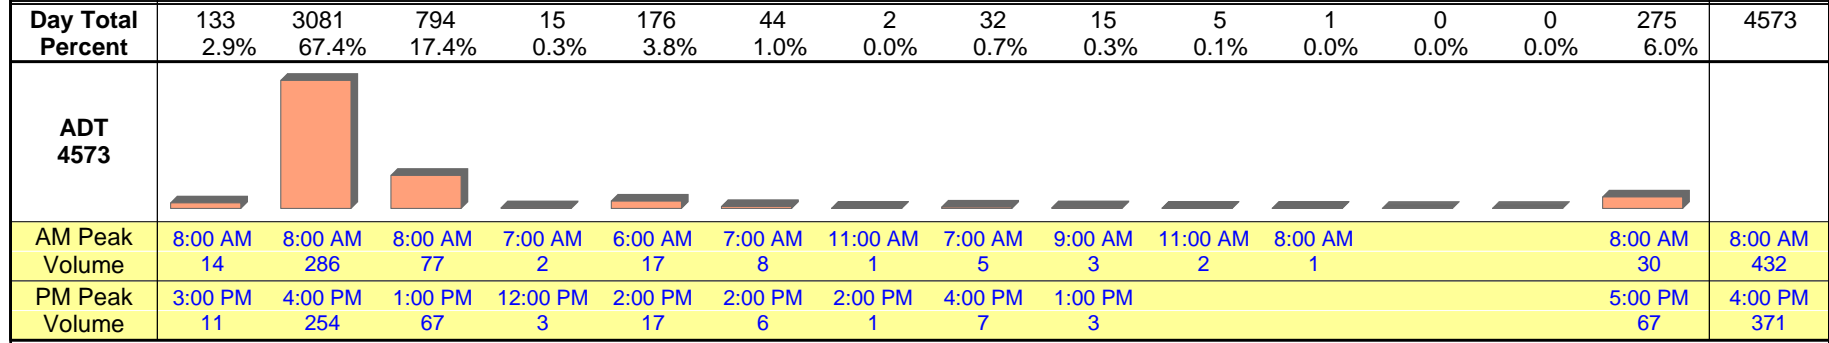 Day Total 133 3081 794 15 176 44 2 32 15 5 1 0 0 275 4573
Percent 2.9% 67.4% 17.4% 0.3% 3.8% 1.0% 0.0% 0.7% 0.3% 0.1% 0.0% 0.0% 0.0% 6.0%
ADT
4573
AM Peak 8:00 AM 8:00 AM 8:00 AM 7:00 AM 6:00 AM 7:00 AM 11:00 AM 7:00 AM 9:00 AM 11:00 AM 8:00 AM 8:00 AM 8:00 AM
Volume 14 286 77 2 17 8 1 5 3 2 1 30 432
PM Peak 3:00 PM 4:00 PM 1:00 PM 12:00 PM 2:00 PM 2:00 PM 2:00 PM 4:00 PM 1:00 PM 5:00 PM 4:00 PM
Volume 11 254 67 3 17 6 1 7 3 67 371